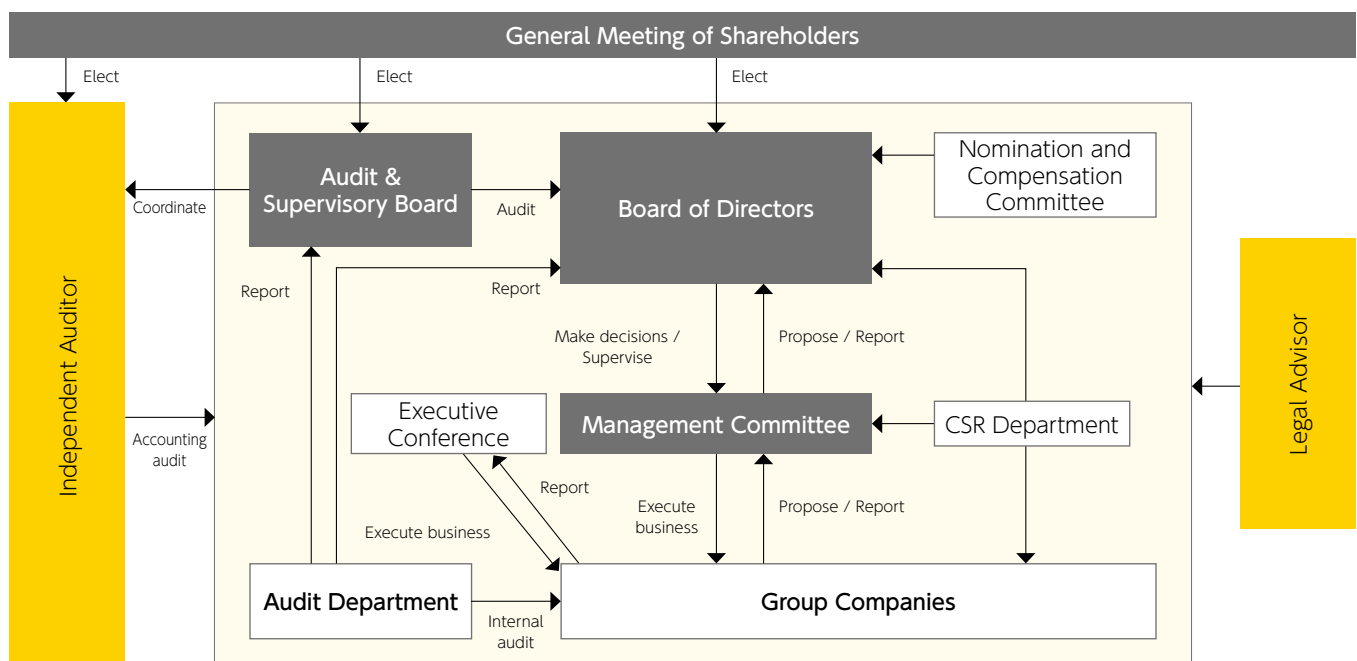 General Meeting of Shareholders
Elect
Elect
Elect
Independent Auditor
Audit &
Supervisory Board
Coordinate
Audit
Board of Directors
Nomination and
Compensation
Committee
Report
Report
Make decisions /
Supervise
Propose / Report
Legal Advisor
Accounting
audit
Executive
Conference
Management Committee
CSR Department
Report
Execute business
Execute
business
Propose / Report
Audit Department
Internal
audit
Group Companies